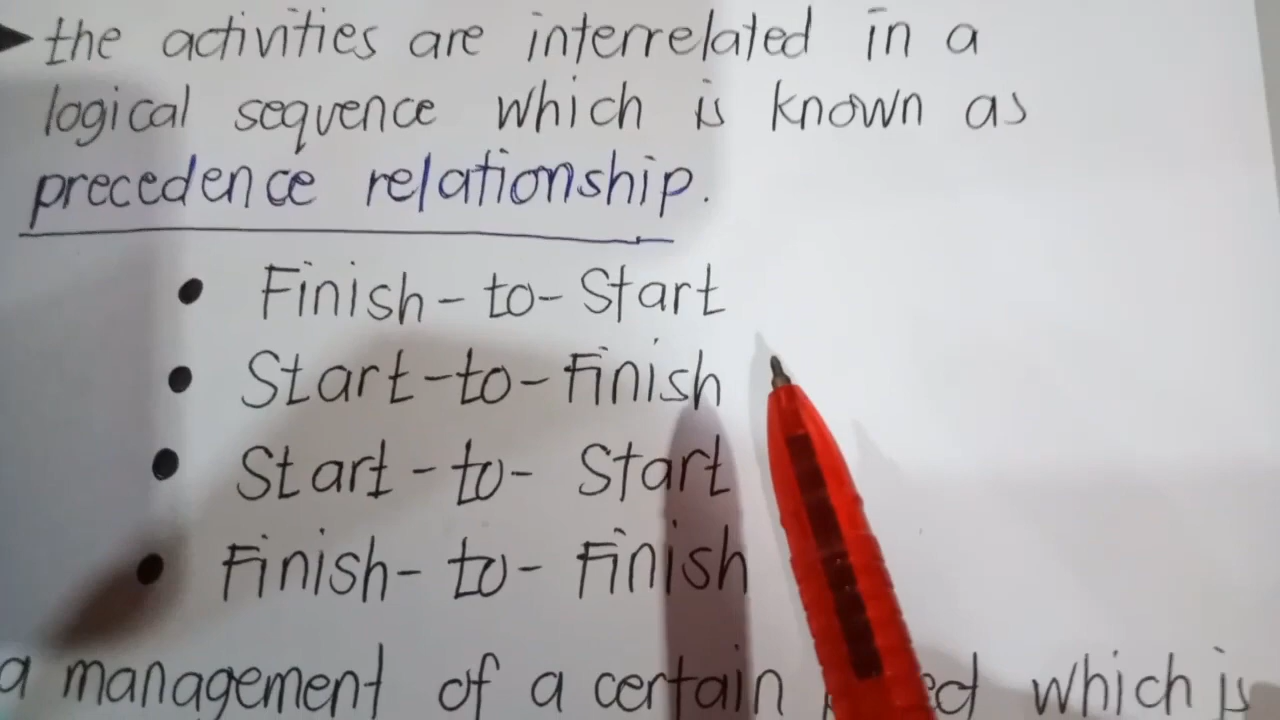 the activities are interrelated in a
logical sequence which is known as
precedence relationship.
• Finish-to-Start
• Start-to-Finish
• Start-to-Start
• Finish-to-Finish
a management of a certain which is